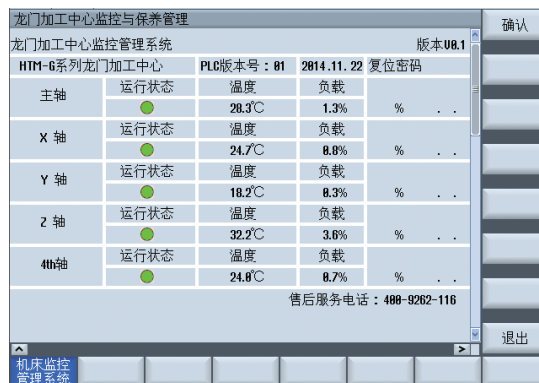 龙门加工中心监控与保养管理
确认
龙门加工中心监控管理系统 版本V0.1
HTM-G系列龙门加工中心 PLC版本号：01 2014.11.22 复位密码
主轴 运行状态 温度 负载
28.3℃ 1.3% % . .
X 轴 运行状态 温度 负载
24.7℃ 0.8% % . .
Y 轴 运行状态 温度 负载
18.2℃ 0.3% % . .
Z 轴 运行状态 温度 负载
32.2℃ 3.6% % . .
4th轴 运行状态 温度 负载
24.0℃ 0.7% % . .
售后服务电话：400-9262-116
退出
机床监控
管理系统